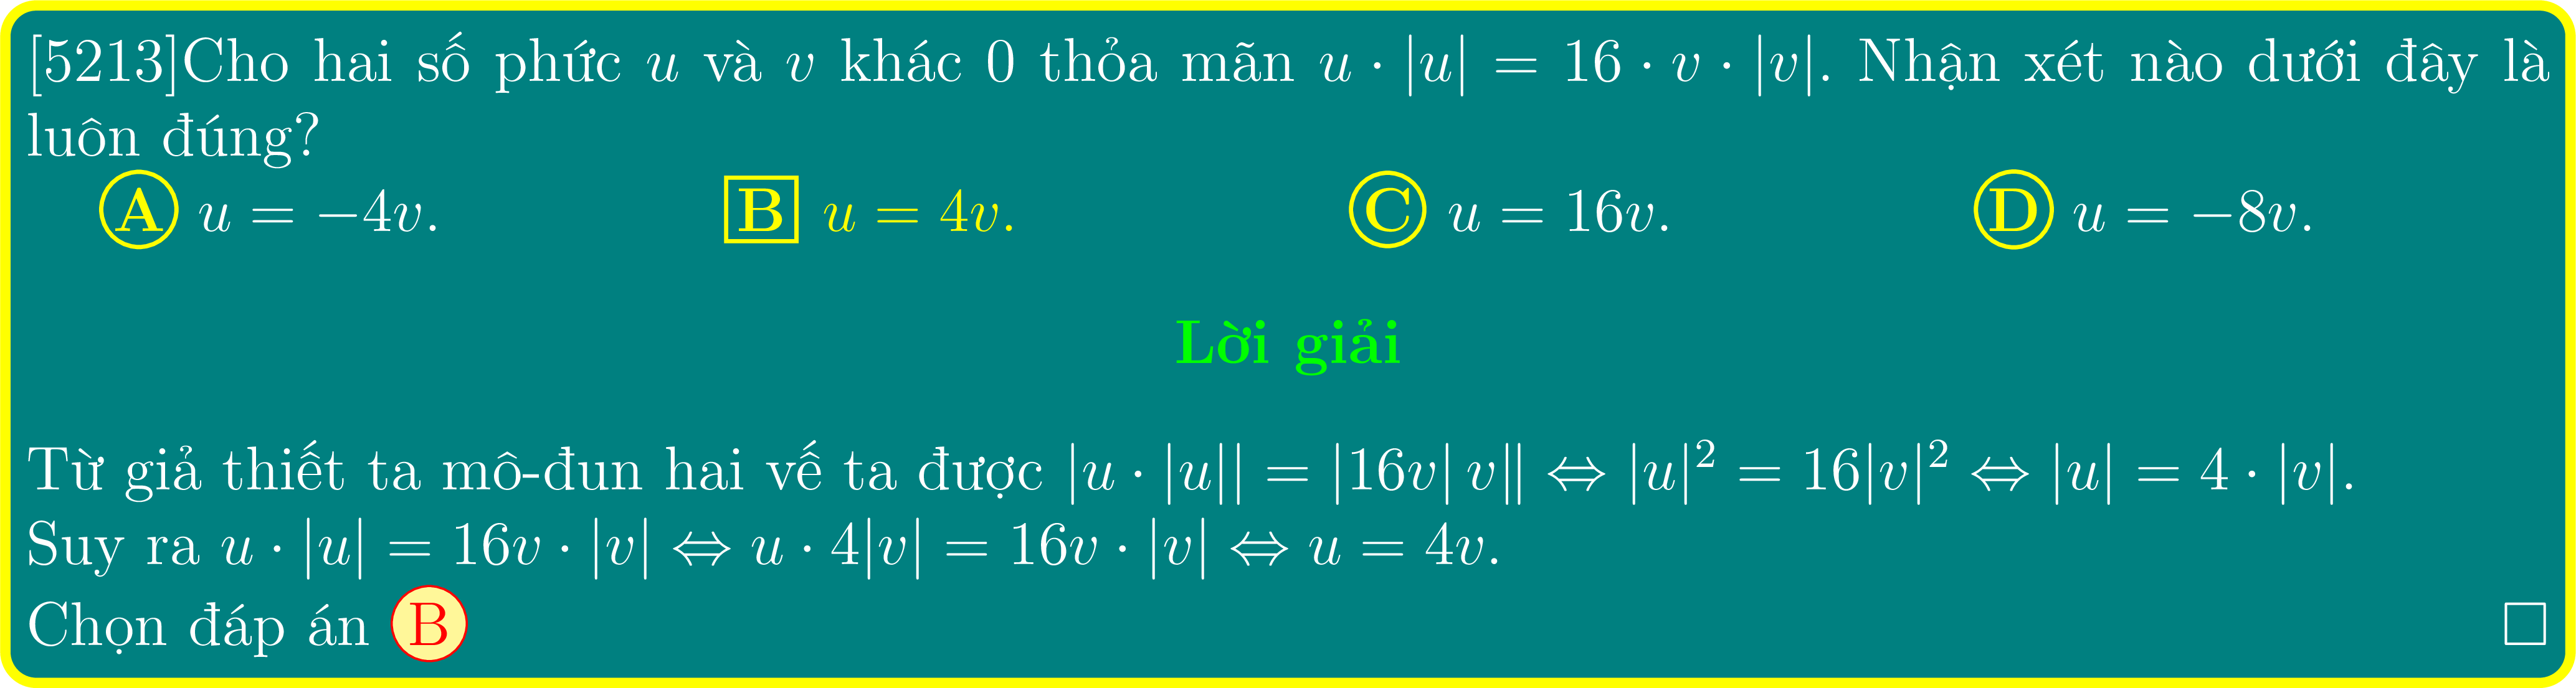 [5213]Cho hai số phức u và v khác 0 thỏa mãn u · |u| = 16 · v · |v|. Nhận xét nào dưới đây là
luôn đúng?
A u = −4v. B u = 4v. C u = 16v. D u = −8v.
Lời giải
Từ giả thiết ta mô-đun hai vế ta được |u · |u|| = |16v| v|| ⇔ |u|² = 16|v|² ⇔ |u| = 4 · |v|.
Suy ra u · |u| = 16v · |v| ⇔ u · 4|v| = 16v · |v| ⇔ u = 4v.
Chọn đáp án B □